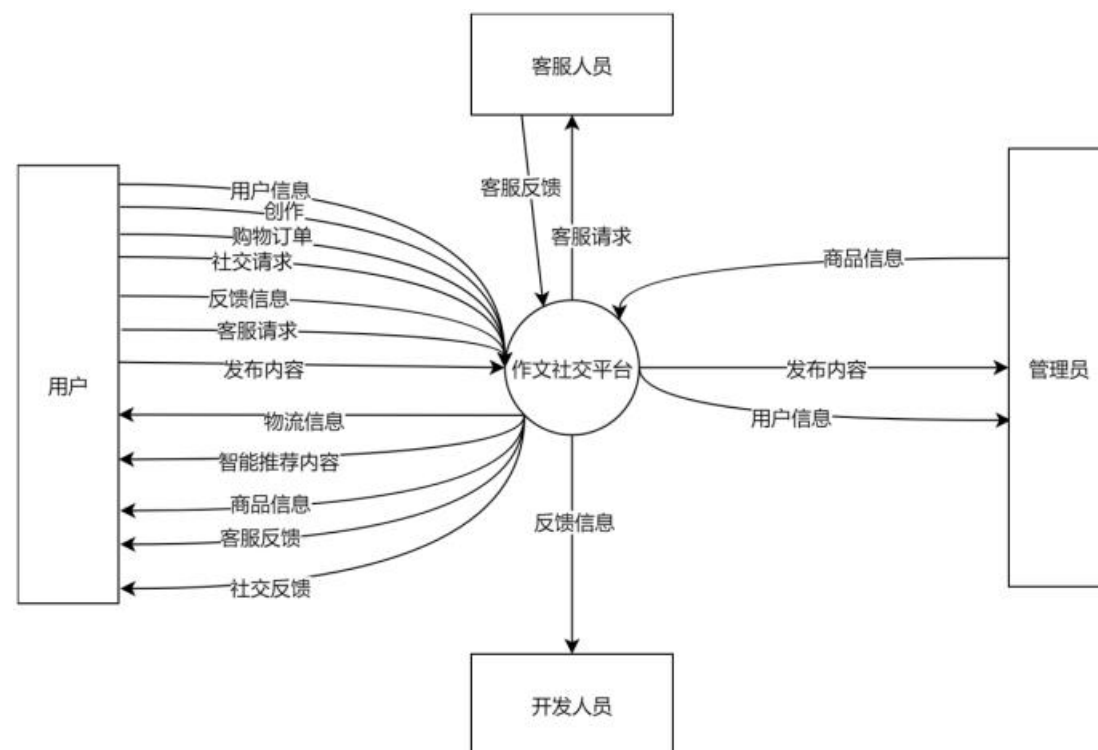 客服人员
客服反馈
客服请求
用户
用户信息
创作
购物订单
社交请求
反馈信息
客服请求
发布内容
物流信息
智能推荐内容
商品信息
客服反馈
社交反馈
作文社交平台
商品信息
发布内容
用户信息
管理员
反馈信息
开发人员